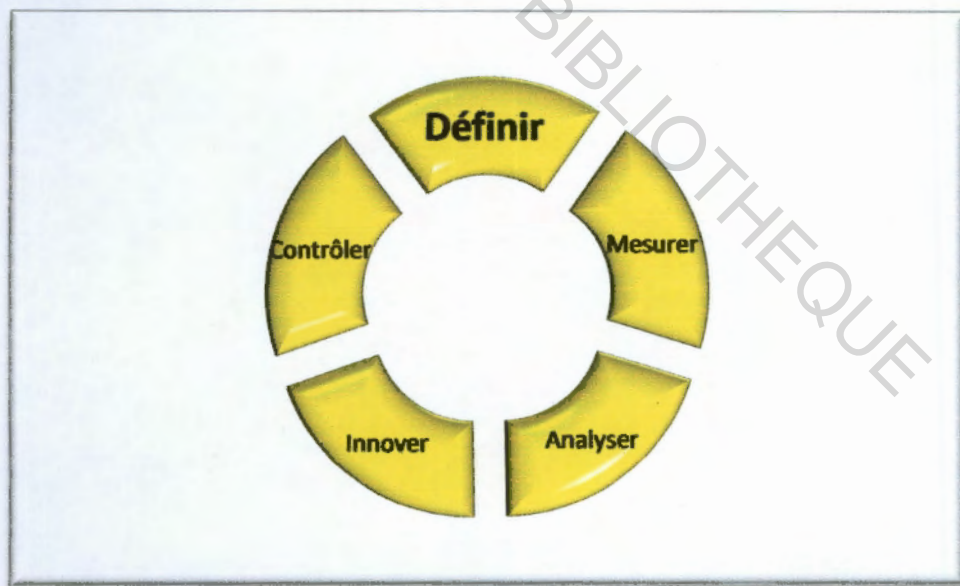 Définir
Mesurer
Analyser
Innover
Contrôler
BIBLIOTHEQUE